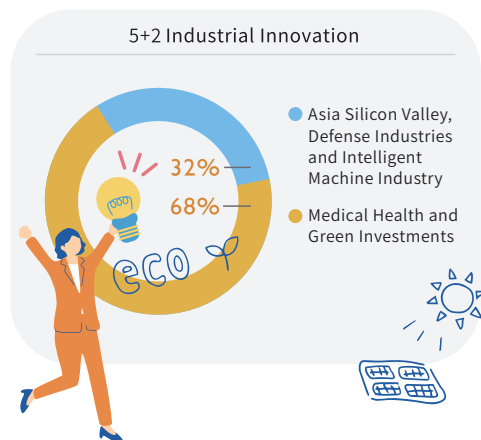 5+2 Industrial Innovation
32%
68%
Asia Silicon Valley,
Defense Industries
and Intelligent
Machine Industry
Medical Health and
Green Investments
eco